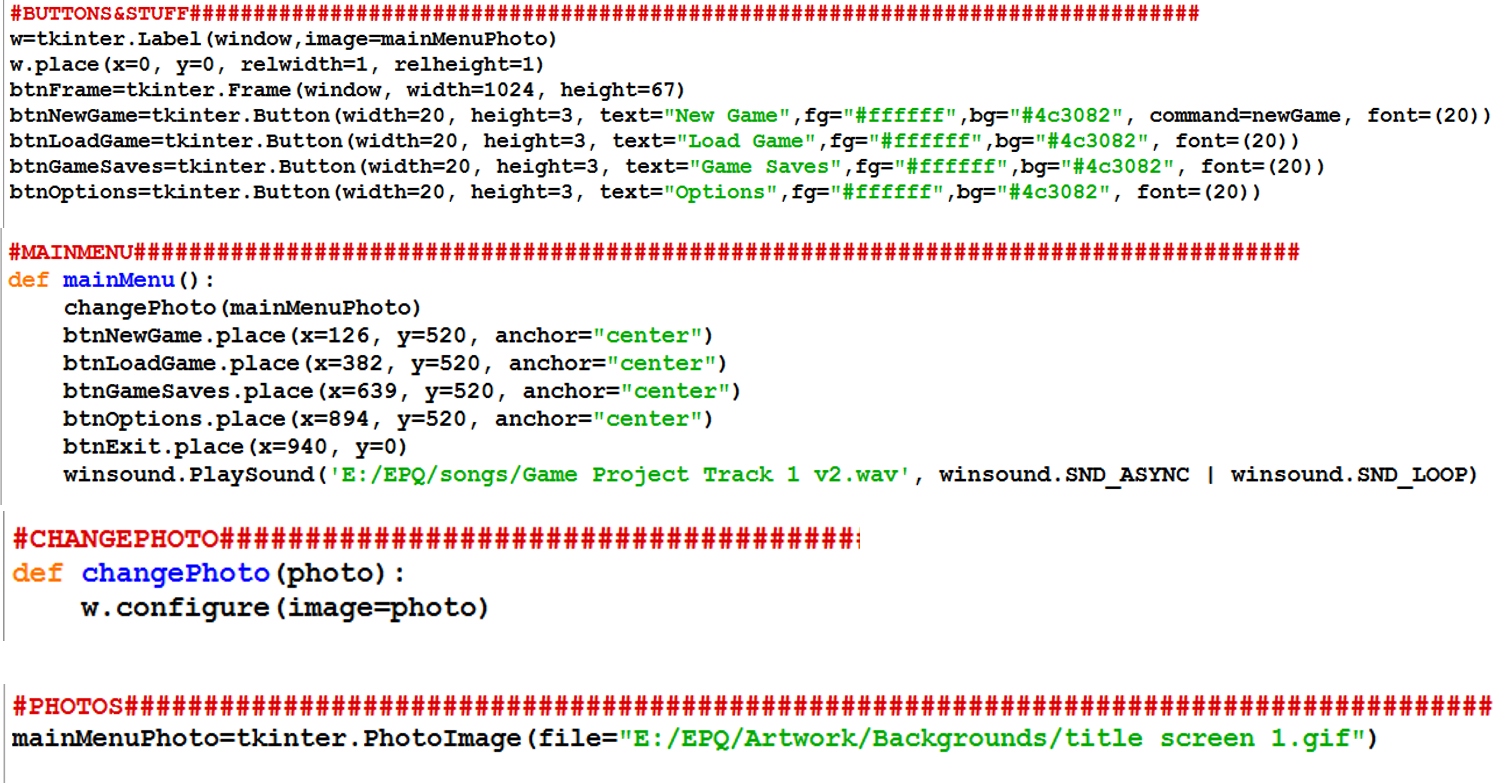 #BUTTONS&STUFF####################################################################################
w=tkinter.Label(window,image=mainMenuPhoto)
w.place(x=0, y=0, relwidth=1, relheight=1)
btnFrame=tkinter.Frame(window, width=1024, height=67)
btnNewGame=tkinter.Button(width=20, height=3, text="New Game",fg="#ffffff",bg="#4c3082", command=newGame, font=(20))
btnLoadGame=tkinter.Button(width=20, height=3, text="Load Game",fg="#ffffff",bg="#4c3082", font=(20))
btnGameSaves=tkinter.Button(width=20, height=3, text="Game Saves",fg="#ffffff",bg="#4c3082", font=(20))
btnOptions=tkinter.Button(width=20, height=3, text="Options",fg="#ffffff",bg="#4c3082", font=(20))
#MAINMENU#####################################################################################
def mainMenu():
    changePhoto(mainMenuPhoto)
    btnNewGame.place(x=126, y=520, anchor="center")
    btnLoadGame.place(x=382, y=520, anchor="center")
    btnGameSaves.place(x=639, y=520, anchor="center")
    btnOptions.place(x=894, y=520, anchor="center")
    btnExit.place(x=940, y=0)
    winsound.PlaySound('E:/EPQ/songs/Game Project Track 1 v2.wav', winsound.SND_ASYNC | winsound.SND_LOOP)
#CHANGEPHOTO######################################
def changePhoto(photo):
    w.configure(image=photo)
#PHOTOS######################################################################################
mainMenuPhoto=tkinter.PhotoImage(file="E:/EPQ/Artwork/Backgrounds/title screen 1.gif")